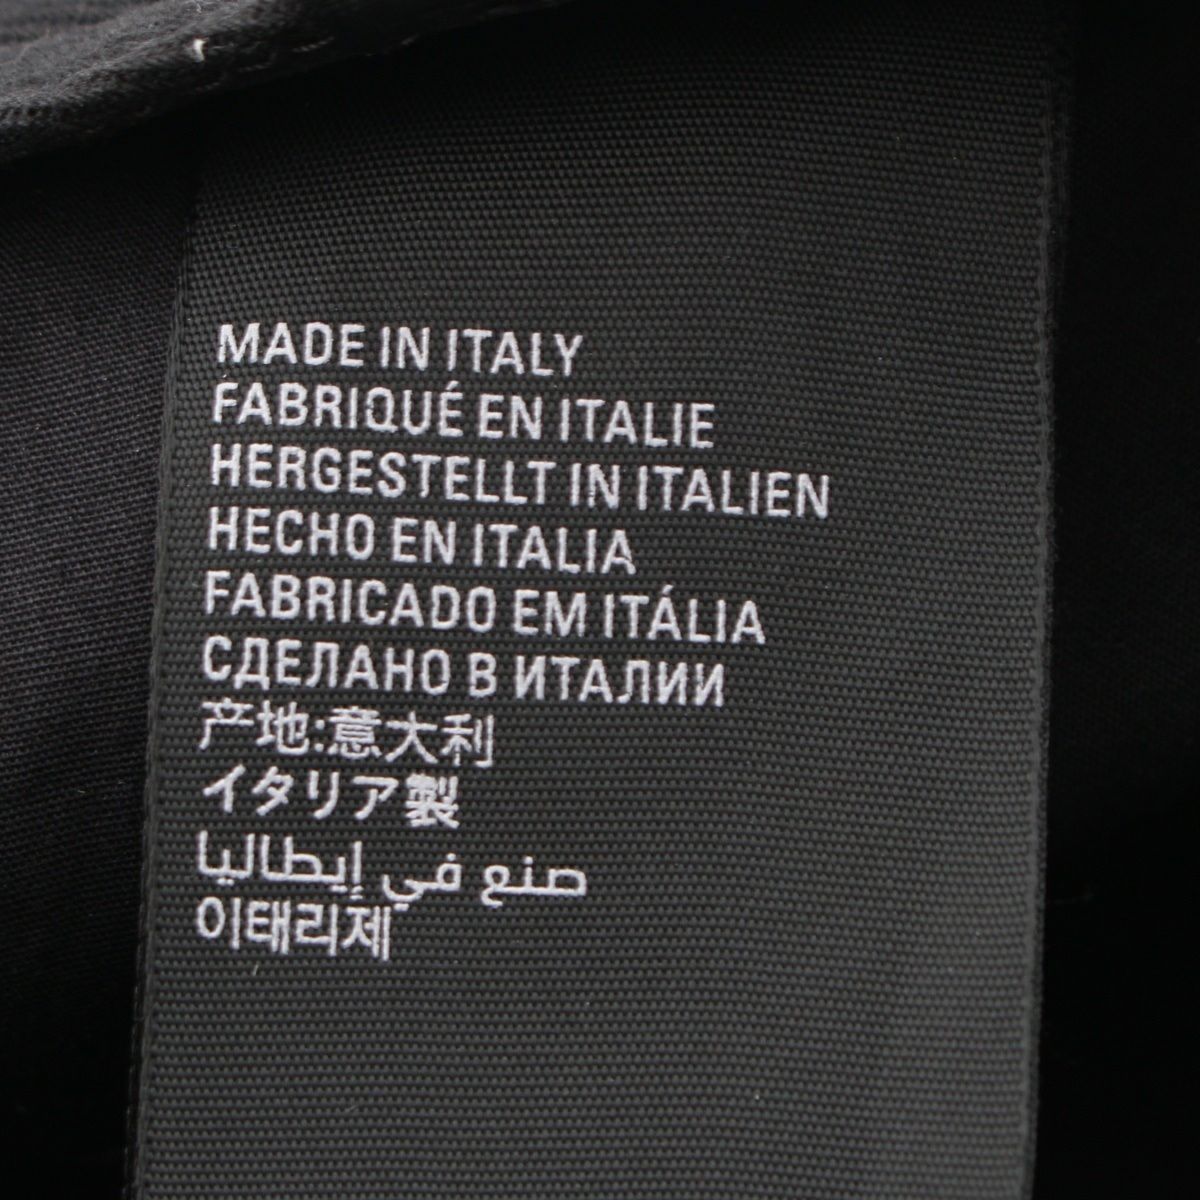 MADE IN ITALY
FABRIQUÉ EN ITALIE
HERGESTELLT IN ITALIEN
HECHO EN ITALIA
FABRICADO EM ITÁLIA
СДЕЛАНО В ИТАЛИИ
产地:意大利
イタリア製
صنع في إيطاليا
이태리제